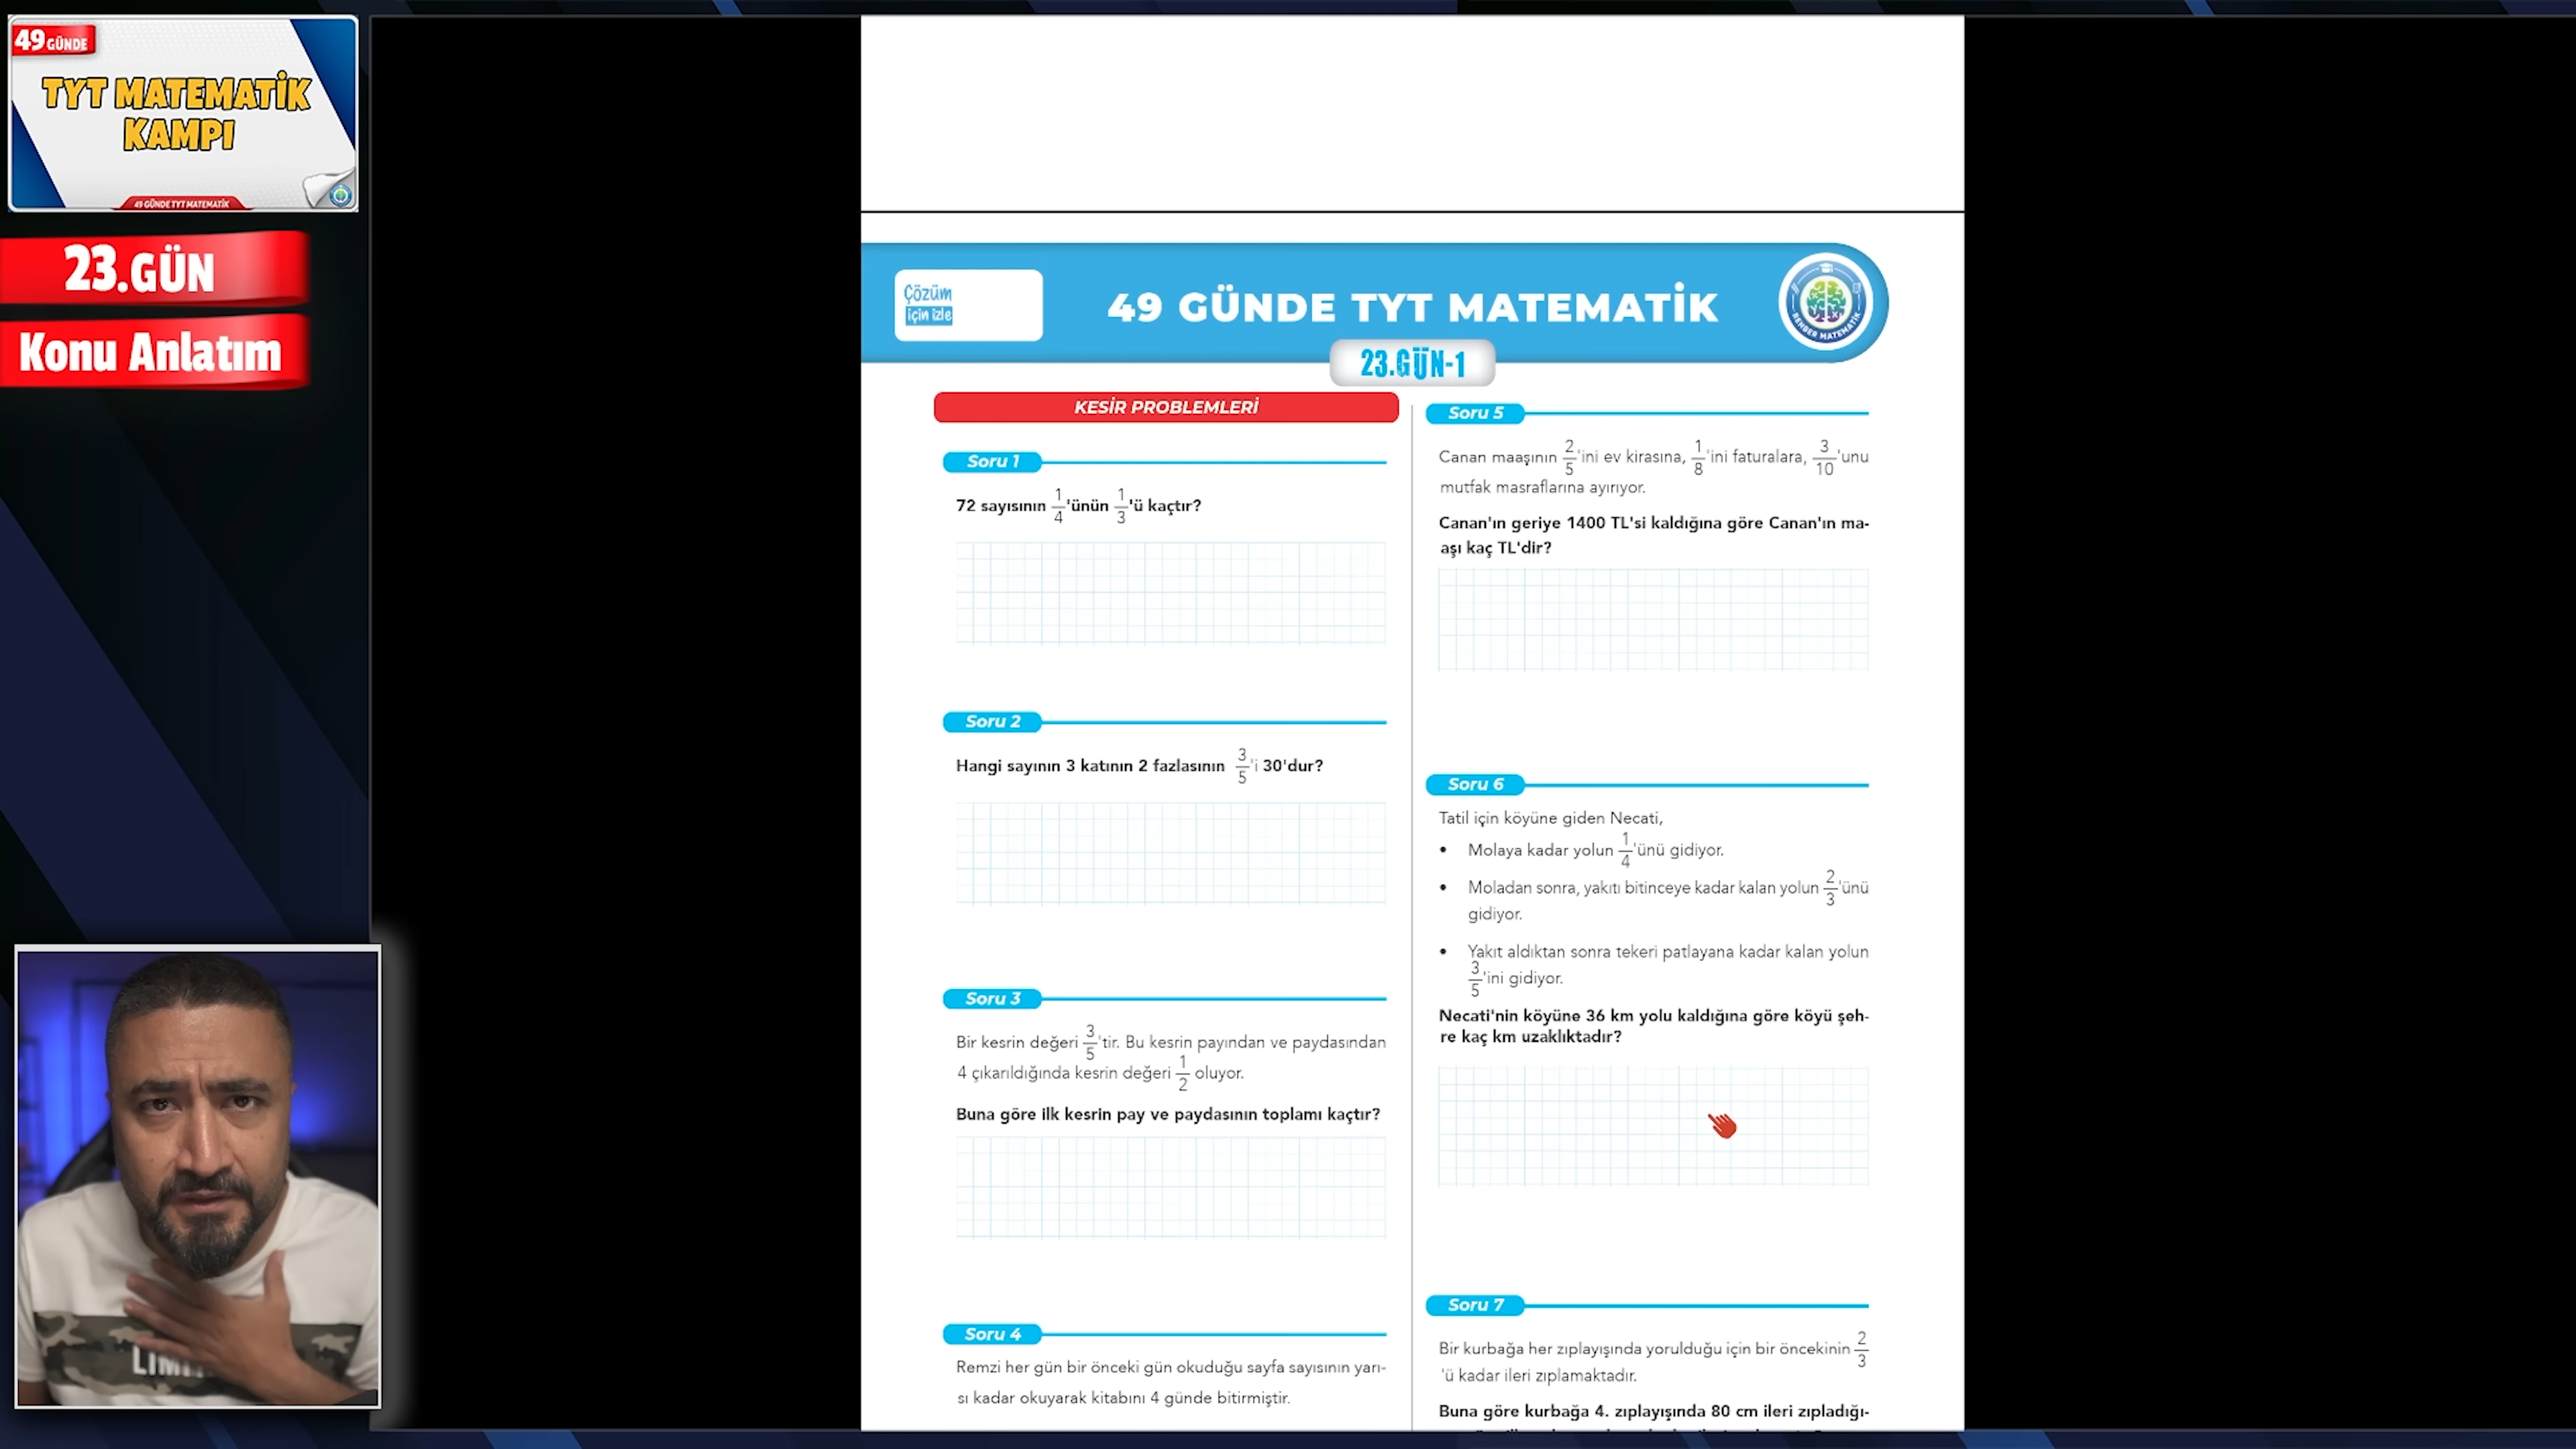 49 GÜNDE
TYT MATEMATİK
KAMPI
49 GÜNDE TYT MATEMATİK
23.GÜN
Konu Anlatım
Çözüm
için izle
49 GÜNDE TYT MATEMATİK
REHBER MATEMATİK
23.GÜN-1
KESİR PROBLEMLERİ
Soru 1
72 sayısının 1/4'ünün 1/3'ü kaçtır?
Soru 2
Hangi sayının 3 katının 2 fazlasının 3/5'i 30'dur?
Soru 3
Bir kesrin değeri 3/5'tir. Bu kesrin payından ve paydasından
4 çıkarıldığında kesrin değeri 1/2 oluyor.
Buna göre ilk kesrin pay ve paydasının toplamı kaçtır?
Soru 4
Remzi her gün bir önceki gün okuduğu sayfa sayısının yarı-
sı kadar okuyarak kitabını 4 günde bitirmiştir.
Soru 5
Canan maaşının 2/5'ini ev kirasına, 1/8'ini faturalara, 3/10'unu
mutfak masraflarına ayırıyor.
Canan'ın geriye 1400 TL'si kaldığına göre Canan'ın ma-
aşı kaç TL'dir?
Soru 6
Tatil için köyüne giden Necati,
• Molaya kadar yolun 1/4'ünü gidiyor.
• Moladan sonra, yakıtı bitinceye kadar kalan yolun 2/3'ünü
gidiyor.
• Yakıt aldıktan sonra tekeri patlayana kadar kalan yolun
3/5'ini gidiyor.
Necati'nin köyüne 36 km yolu kaldığına göre köyü şeh-
re kaç km uzaklıktadır?
Soru 7
Bir kurbağa her zıplayışında yorulduğu için bir öncekinin 2/3
'ü kadar ileri zıplamaktadır.
Buna göre kurbağa 4. zıplayışında 80 cm ileri zıpladığı-